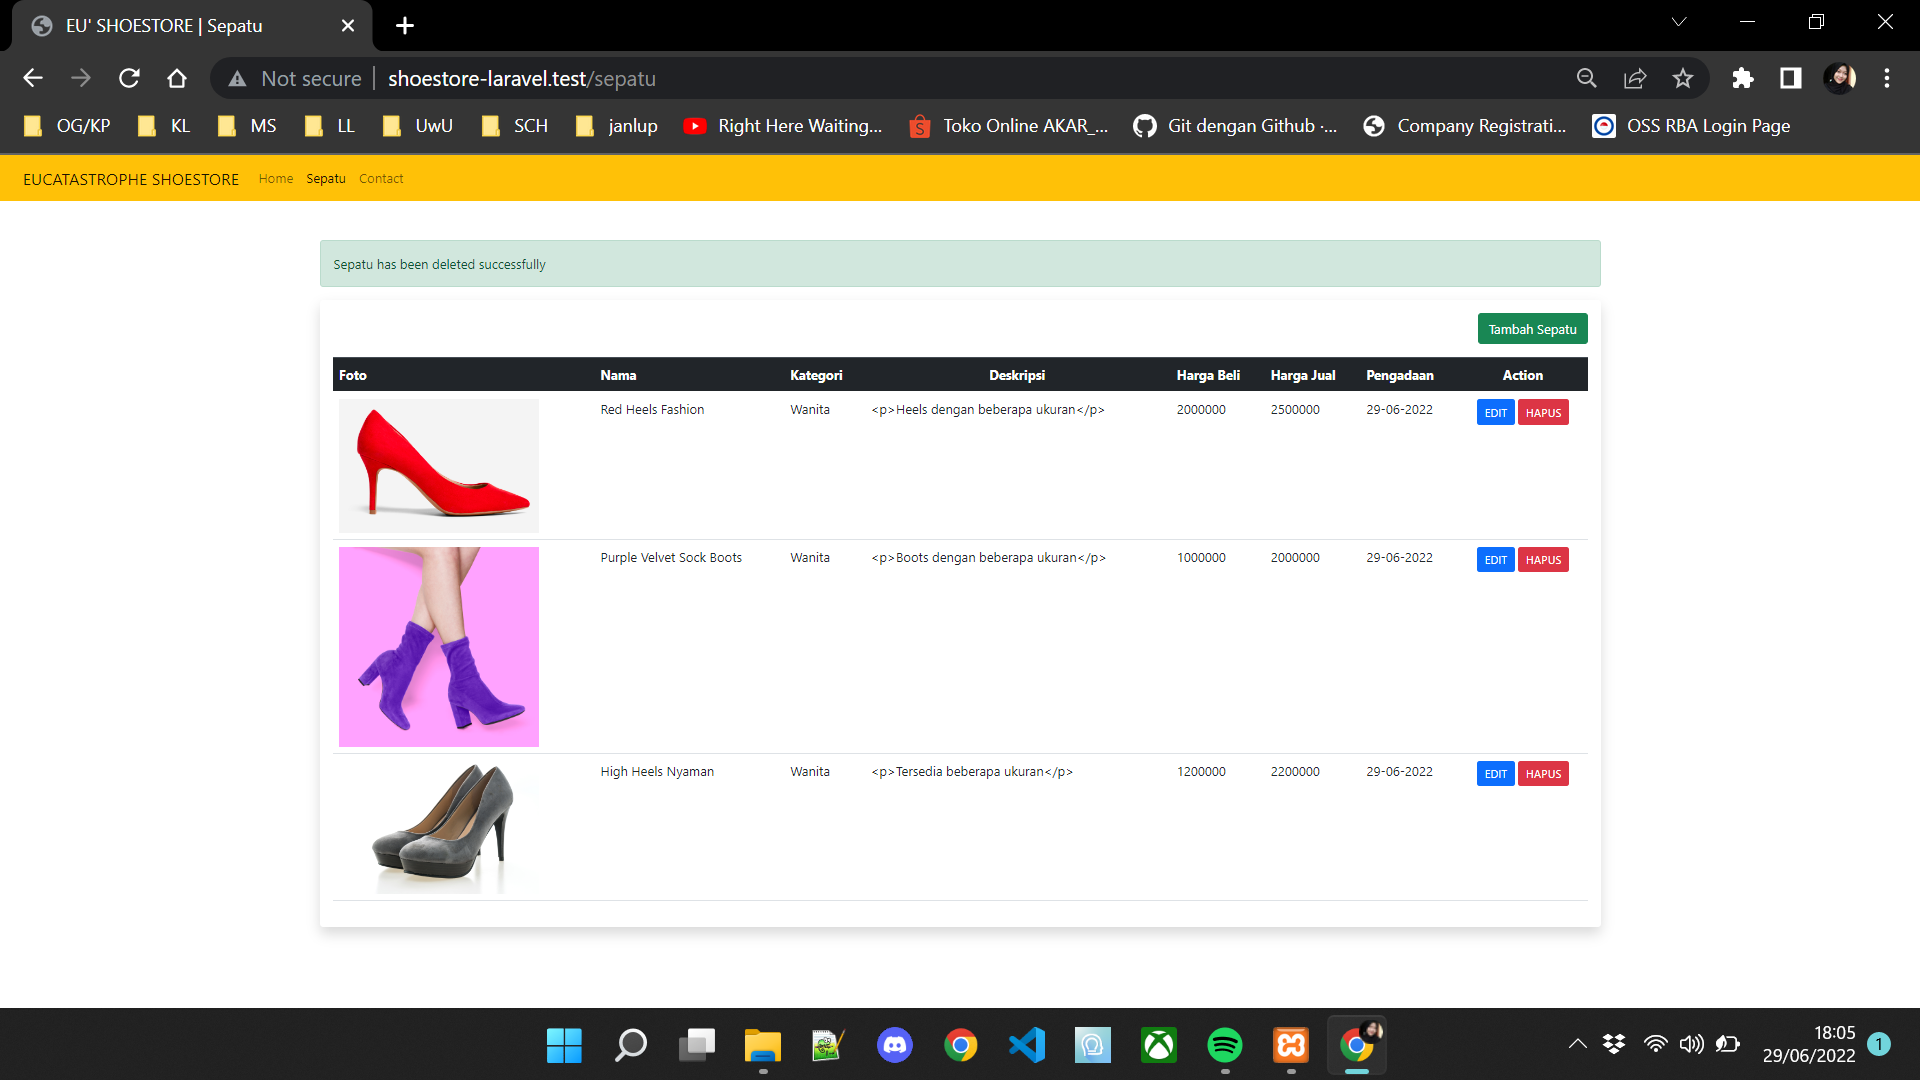 EU' SHOESTORE | Sepatu
Not secure | shoestore-laravel.test/sepatu
OG/KP KL MS LL UwU SCH janlup Right Here Waiting... Toko Online AKAR_... Git dengan Github ·... Company Registrati... OSS RBA Login Page
EUCATASTROPHE SHOESTORE Home Sepatu Contact
Sepatu has been deleted successfully
Tambah Sepatu
Foto Nama Kategori Deskripsi Harga Beli Harga Jual Pengadaan Action
Red Heels Fashion Wanita <p>Heels dengan beberapa ukuran</p> 2000000 2500000 29-06-2022 EDIT HAPUS
Purple Velvet Sock Boots Wanita <p>Boots dengan beberapa ukuran</p> 1000000 2000000 29-06-2022 EDIT HAPUS
High Heels Nyaman Wanita <p>Tersedia beberapa ukuran</p> 1200000 2200000 29-06-2022 EDIT HAPUS
18:05
29/06/2022
1